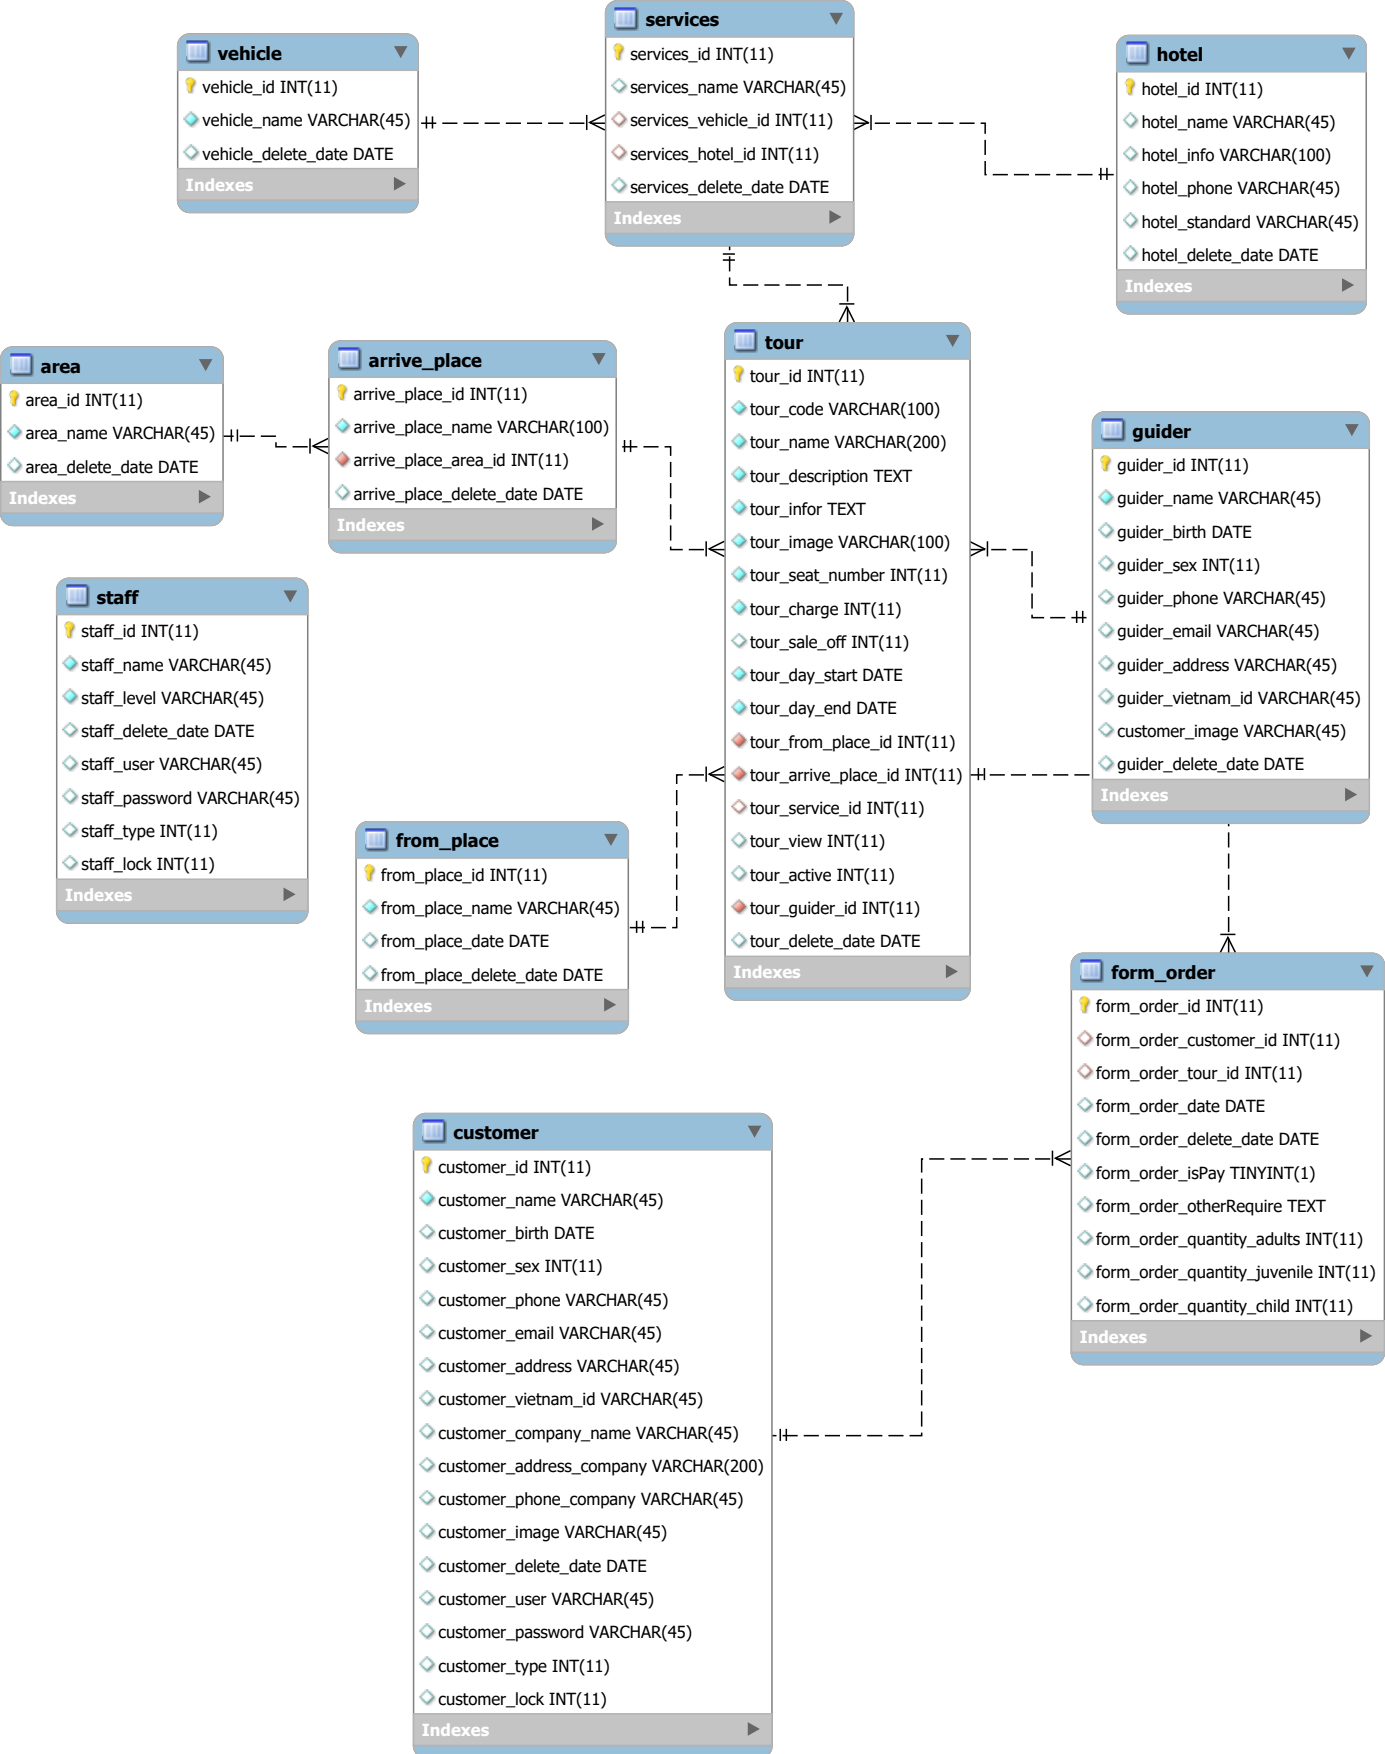 vehicle
vehicle_id INT(11)
vehicle_name VARCHAR(45)
vehicle_delete_date DATE
Indexes
services
services_id INT(11)
services_name VARCHAR(45)
services_vehicle_id INT(11)
services_hotel_id INT(11)
services_delete_date DATE
Indexes
hotel
hotel_id INT(11)
hotel_name VARCHAR(45)
hotel_info VARCHAR(100)
hotel_phone VARCHAR(45)
hotel_standard VARCHAR(45)
hotel_delete_date DATE
Indexes
area
area_id INT(11)
area_name VARCHAR(45)
area_delete_date DATE
Indexes
arrive_place
arrive_place_id INT(11)
arrive_place_name VARCHAR(100)
arrive_place_area_id INT(11)
arrive_place_delete_date DATE
Indexes
tour
tour_id INT(11)
tour_code VARCHAR(100)
tour_name VARCHAR(200)
tour_description TEXT
tour_infor TEXT
tour_image VARCHAR(100)
tour_seat_number INT(11)
tour_charge INT(11)
tour_sale_off INT(11)
tour_day_start DATE
tour_day_end DATE
tour_from_place_id INT(11)
tour_arrive_place_id INT(11)
tour_service_id INT(11)
tour_view INT(11)
tour_active INT(11)
tour_guider_id INT(11)
tour_delete_date DATE
Indexes
guider
guider_id INT(11)
guider_name VARCHAR(45)
guider_birth DATE
guider_sex INT(11)
guider_phone VARCHAR(45)
guider_email VARCHAR(45)
guider_address VARCHAR(45)
guider_vietnam_id VARCHAR(45)
customer_image VARCHAR(45)
guider_delete_date DATE
Indexes
staff
staff_id INT(11)
staff_name VARCHAR(45)
staff_level VARCHAR(45)
staff_delete_date DATE
staff_user VARCHAR(45)
staff_password VARCHAR(45)
staff_type INT(11)
staff_lock INT(11)
Indexes
from_place
from_place_id INT(11)
from_place_name VARCHAR(45)
from_place_date DATE
from_place_delete_date DATE
Indexes
form_order
form_order_id INT(11)
form_order_customer_id INT(11)
form_order_tour_id INT(11)
form_order_date DATE
form_order_delete_date DATE
form_order_isPay TINYINT(1)
form_order_otherRequire TEXT
form_order_quantity_adults INT(11)
form_order_quantity_juvenile INT(11)
form_order_quantity_child INT(11)
Indexes
customer
customer_id INT(11)
customer_name VARCHAR(45)
customer_birth DATE
customer_sex INT(11)
customer_phone VARCHAR(45)
customer_email VARCHAR(45)
customer_address VARCHAR(45)
customer_vietnam_id VARCHAR(45)
customer_company_name VARCHAR(45)
customer_address_company VARCHAR(200)
customer_phone_company VARCHAR(45)
customer_image VARCHAR(45)
customer_delete_date DATE
customer_user VARCHAR(45)
customer_password VARCHAR(45)
customer_type INT(11)
customer_lock INT(11)
Indexes